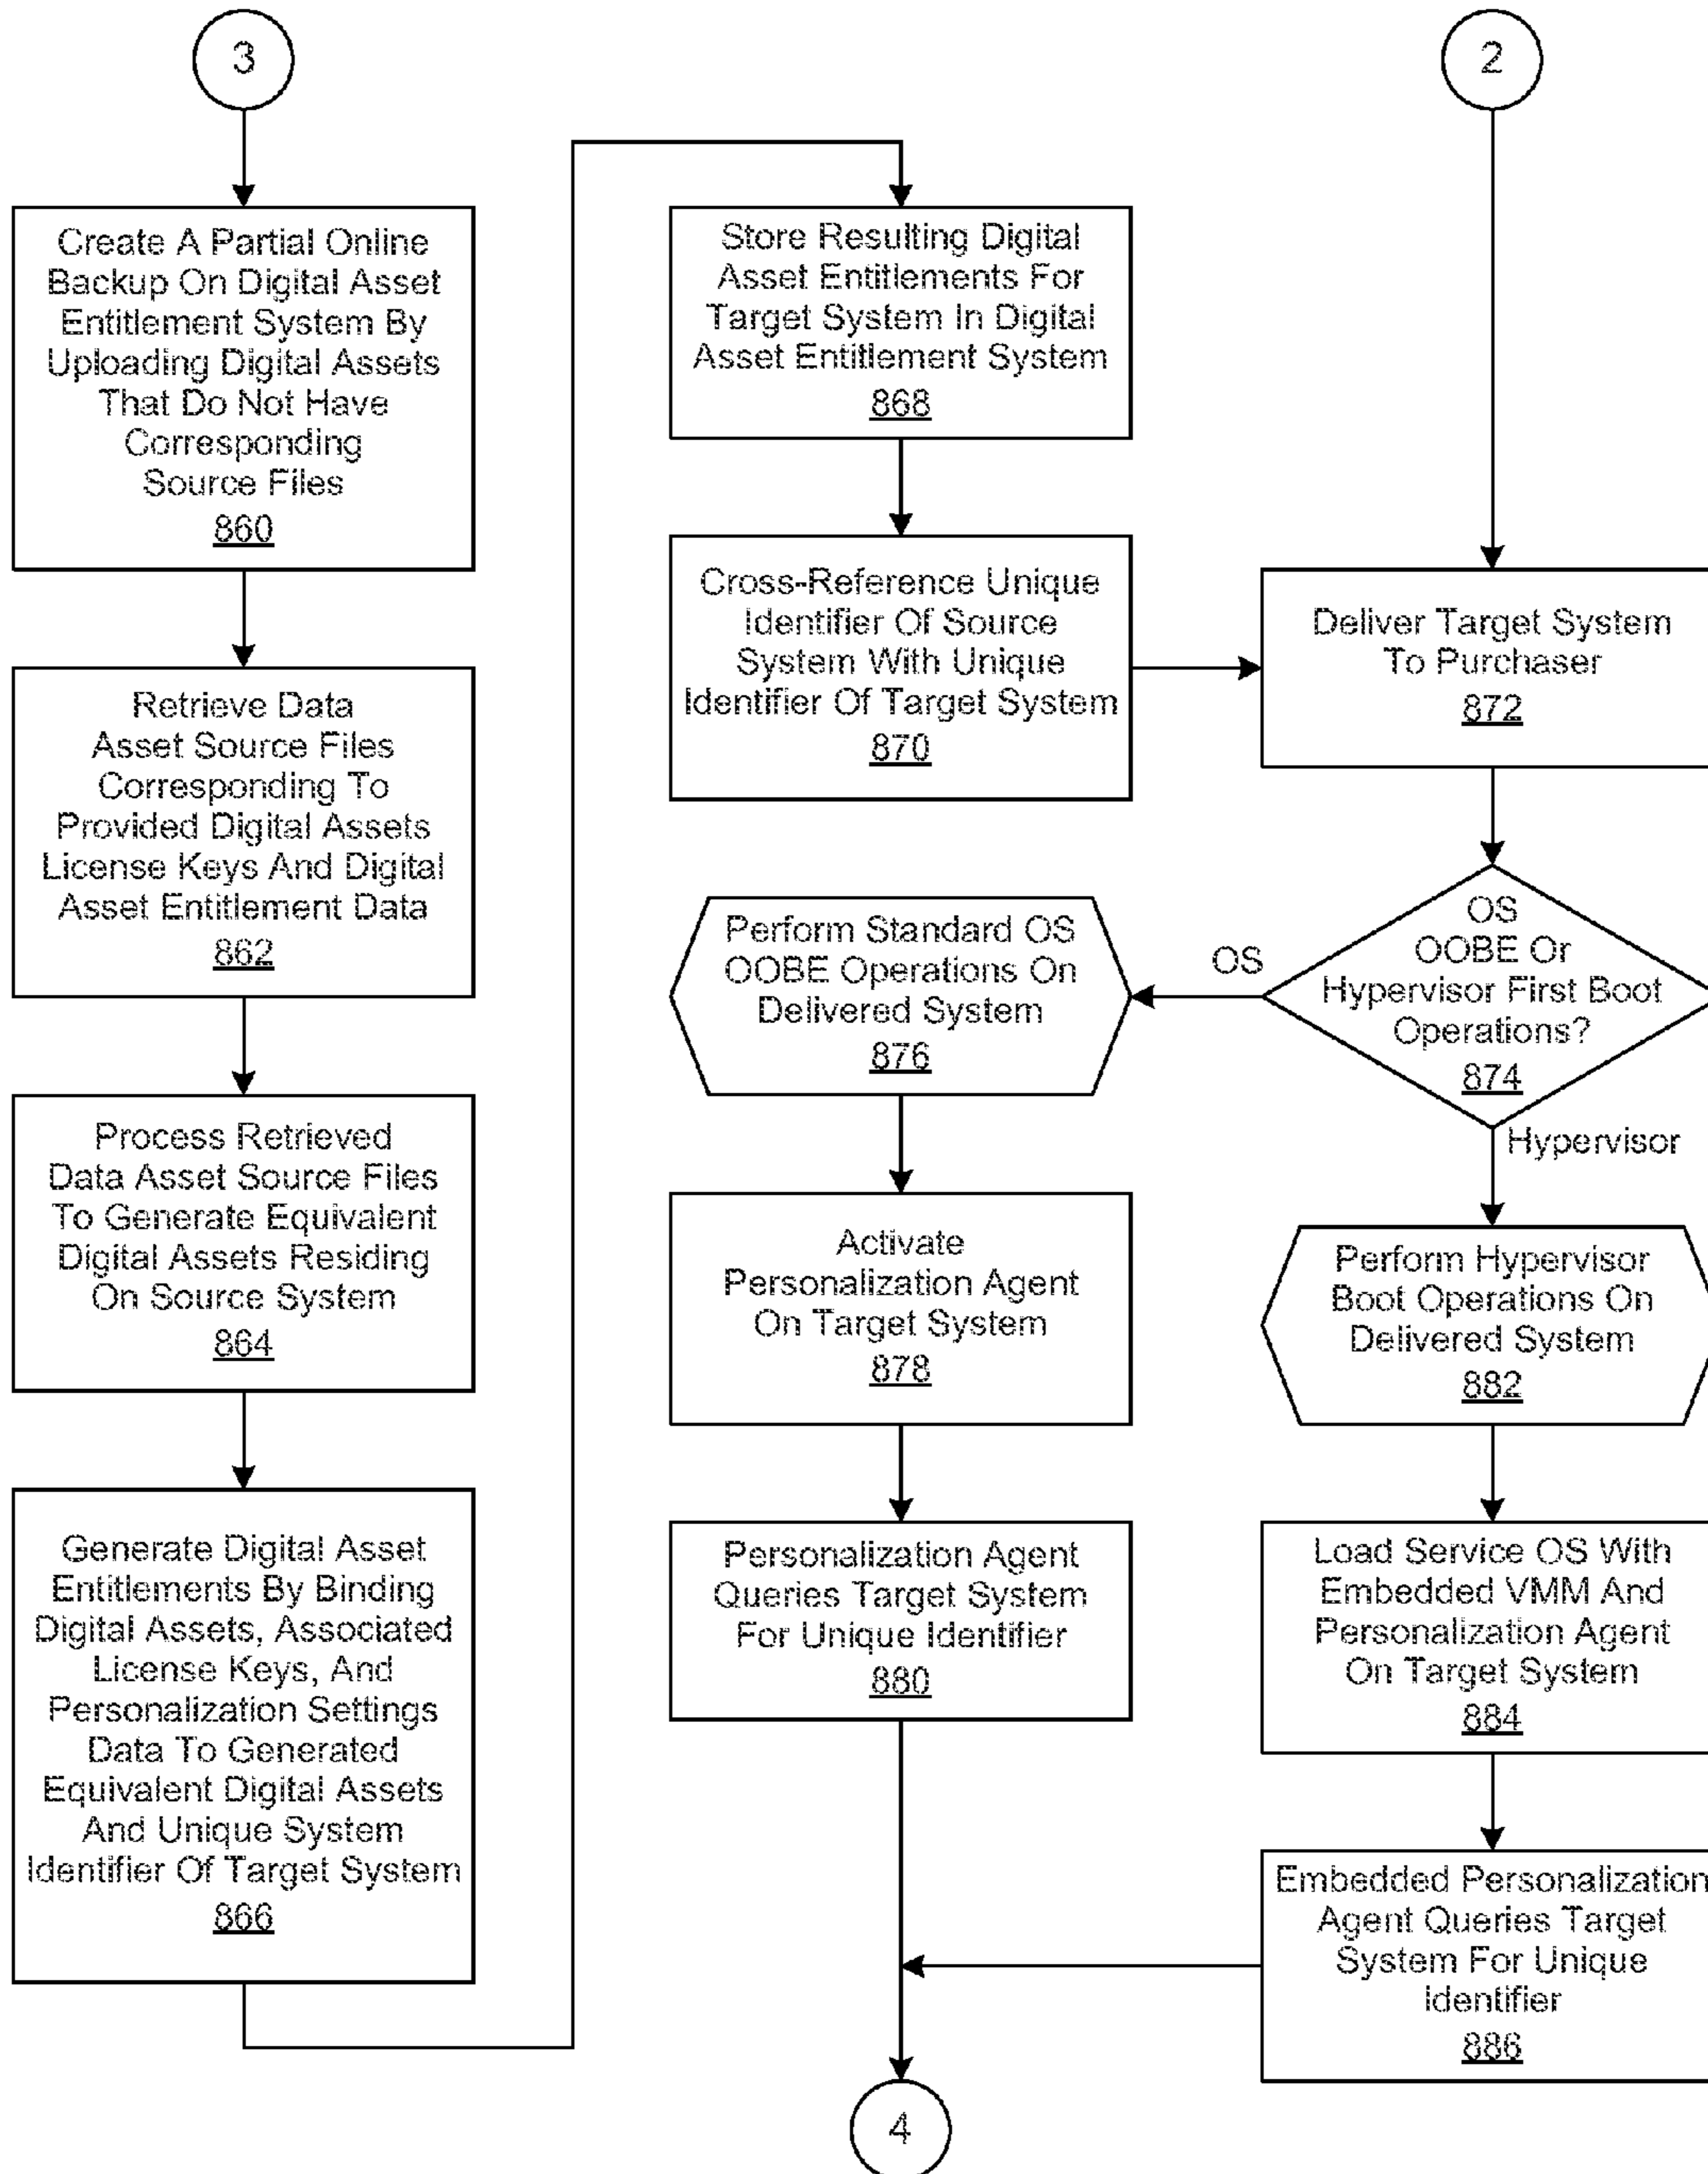 3
Create A Partial Online
Backup On Digital Asset
Entitlement System By
Uploading Digital Assets
That Do Not Have
Corresponding
Source Files
860
Retrieve Data
Asset Source Files
Corresponding To
Provided Digital Assets
License Keys And Digital
Asset Entitlement Data
862
Process Retrieved
Data Asset Source Files
To Generate Equivalent
Digital Assets Residing
On Source System
864
Generate Digital Asset
Entitlements By Binding
Digital Assets, Associated
License Keys, And
Personalization Settings
Data To Generated
Equivalent Digital Assets
And Unique System
Identifier Of Target System
866
Store Resulting Digital
Asset Entitlements For
Target System In Digital
Asset Entitlement System
868
Cross-Reference Unique
Identifier Of Source
System With Unique
Identifier Of Target System
870
2
Deliver Target System
To Purchaser
872
OS
OOBE Or
Hypervisor First Boot
Operations?
874
OS
Hypervisor
Perform Standard OS
OOBE Operations On
Delivered System
876
Activate
Personalization Agent
On Target System
878
Personalization Agent
Queries Target System
For Unique Identifier
880
Perform Hypervisor
Boot Operations On
Delivered System
882
Load Service OS With
Embedded VMM And
Personalization Agent
On Target System
884
Embedded Personalization
Agent Queries Target
System For Unique
Identifier
886
4